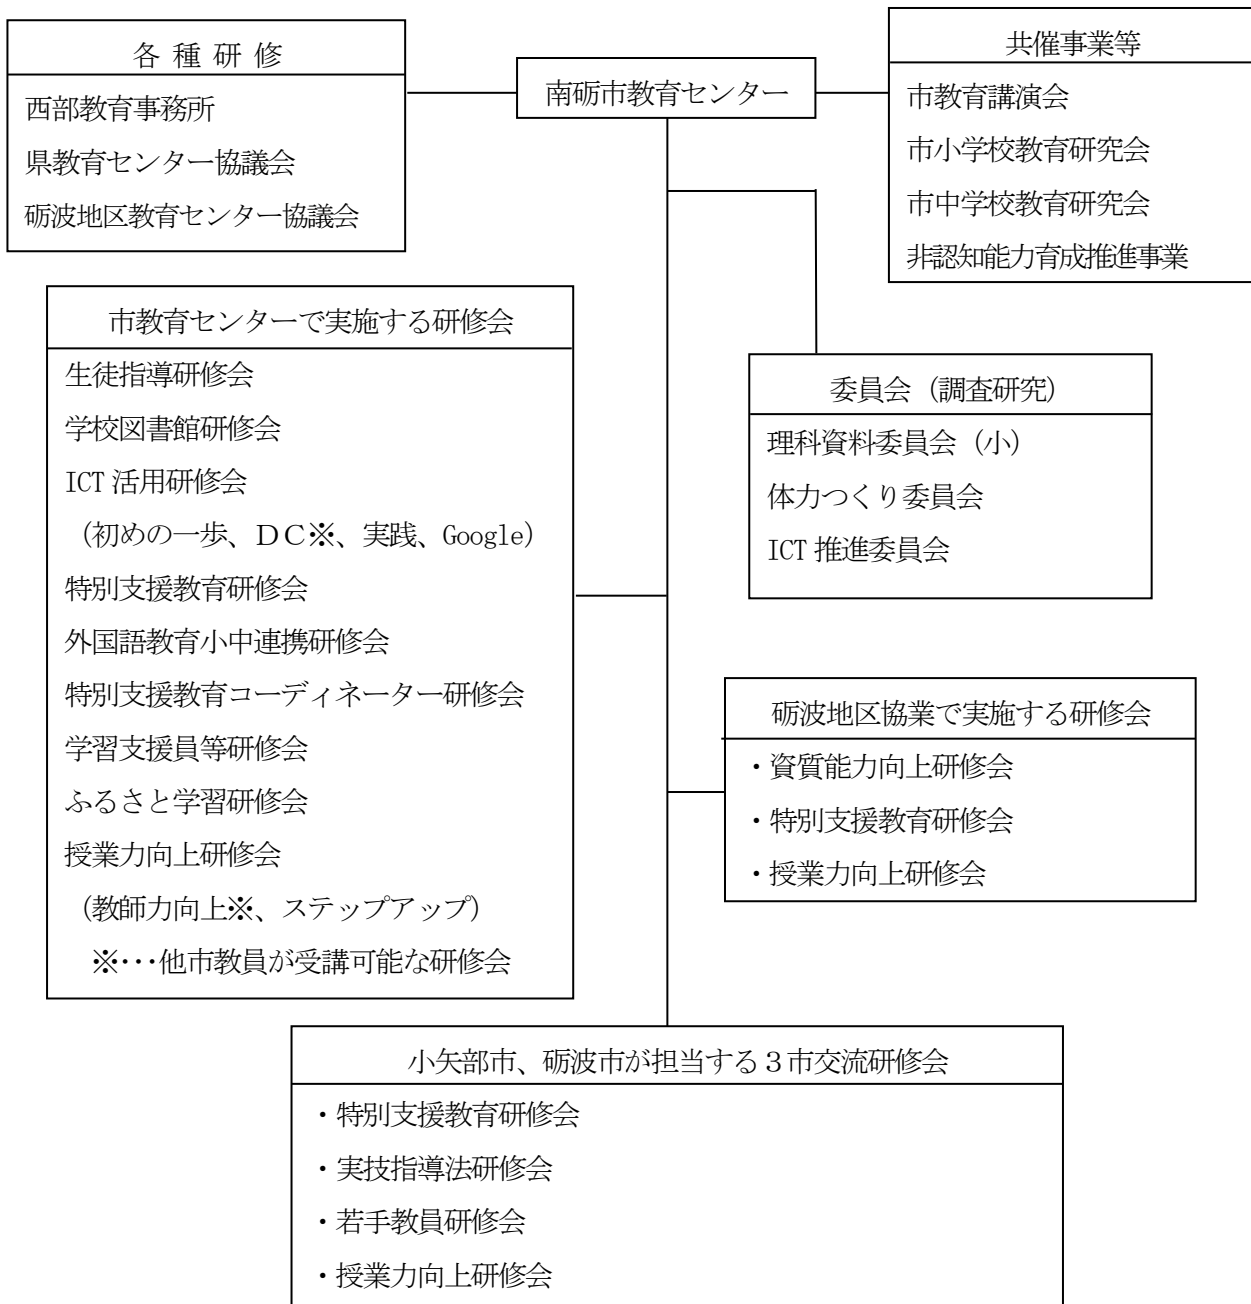 各 種 研 修
西部教育事務所
県教育センター協議会
砺波地区教育センター協議会
南砺市教育センター
共催事業等
市教育講演会
市小学校教育研究会
市中学校教育研究会
非認知能力育成推進事業
市教育センターで実施する研修会
生徒指導研修会
学校図書館研修会
ICT 活用研修会
（初めの一歩、ＤＣ※、実践、Google）
特別支援教育研修会
外国語教育小中連携研修会
特別支援教育コーディネーター研修会
学習支援員等研修会
ふるさと学習研修会
授業力向上研修会
（教師力向上※、ステップアップ）
※･･･他市教員が受講可能な研修会
委員会（調査研究）
理科資料委員会（小）
体力つくり委員会
ICT 推進委員会
砺波地区協業で実施する研修会
・資質能力向上研修会
・特別支援教育研修会
・授業力向上研修会
小矢部市、砺波市が担当する３市交流研修会
・特別支援教育研修会
・実技指導法研修会
・若手教員研修会
・授業力向上研修会